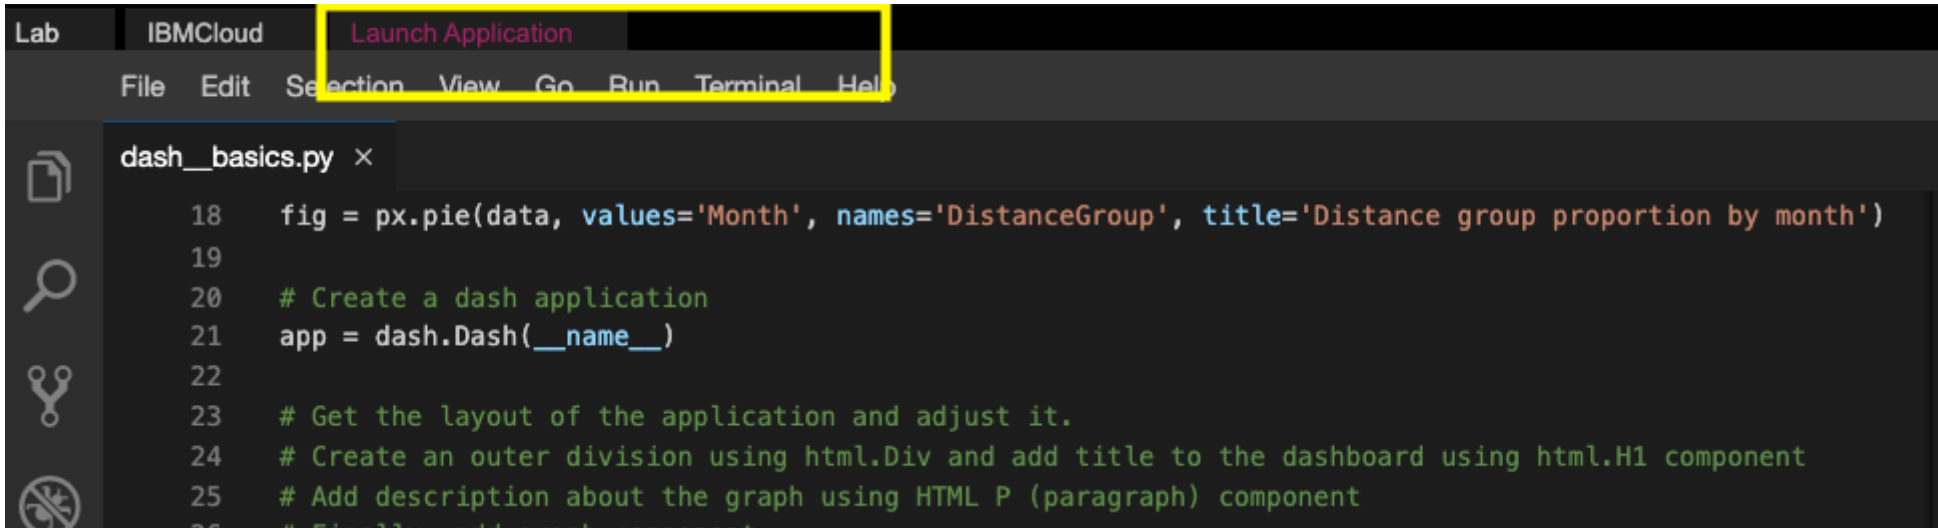 Lab IBMCloud Launch Application
File Edit Selection View Go Run Terminal Help
dash__basics.py ×
18 fig = px.pie(data, values='Month', names='DistanceGroup', title='Distance group proportion by month')
19
20 # Create a dash application
21 app = dash.Dash(__name__)
22
23 # Get the layout of the application and adjust it.
24 # Create an outer division using html.Div and add title to the dashboard using html.H1 component
25 # Add description about the graph using HTML P (paragraph) component